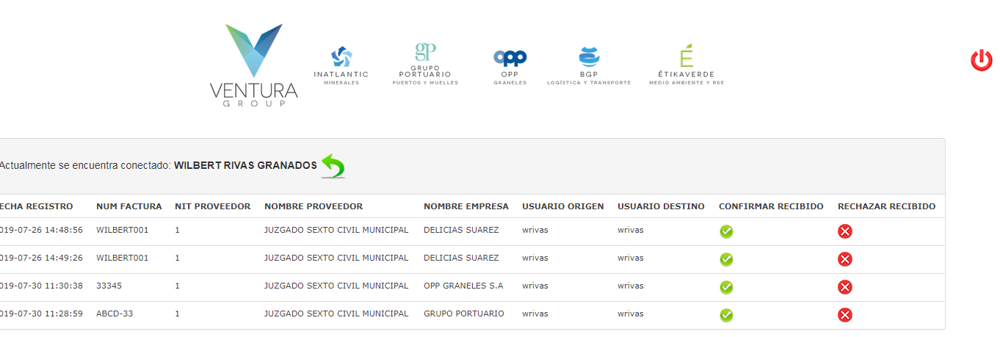 VENTURA
GROUP
INATLANTIC
MINERALES
gp
GRUPO
PORTUARIO
PUERTOS Y MUELLES
opp
OPP
GRANELES
BGP
LOGÍSTICA Y TRANSPORTE
É
ÉTIKAVERDE
MEDIO AMBIENTE Y RSE
Actualmente se encuentra conectado: WILBERT RIVAS GRANADOS
ECHA REGISTRO NUM FACTURA NIT PROVEEDOR NOMBRE PROVEEDOR NOMBRE EMPRESA USUARIO ORIGEN USUARIO DESTINO CONFIRMAR RECIBIDO RECHAZAR RECIBIDO
019-07-26 14:48:56 WILBERT001 1 JUZGADO SEXTO CIVIL MUNICIPAL DELICIAS SUAREZ wrivas wrivas
019-07-26 14:49:26 WILBERT001 1 JUZGADO SEXTO CIVIL MUNICIPAL DELICIAS SUAREZ wrivas wrivas
019-07-30 11:30:38 33345 1 JUZGADO SEXTO CIVIL MUNICIPAL OPP GRANELES S.A wrivas wrivas
019-07-30 11:28:59 ABCD-33 1 JUZGADO SEXTO CIVIL MUNICIPAL GRUPO PORTUARIO wrivas wrivas